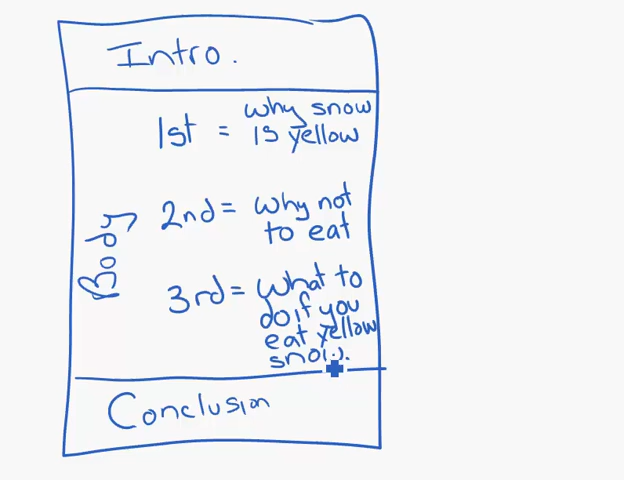 Intro.
1st = why snow
is yellow
Body
2nd = why not
to eat
3rd = what to
do if you
eat yellow
snow.
Conclusion